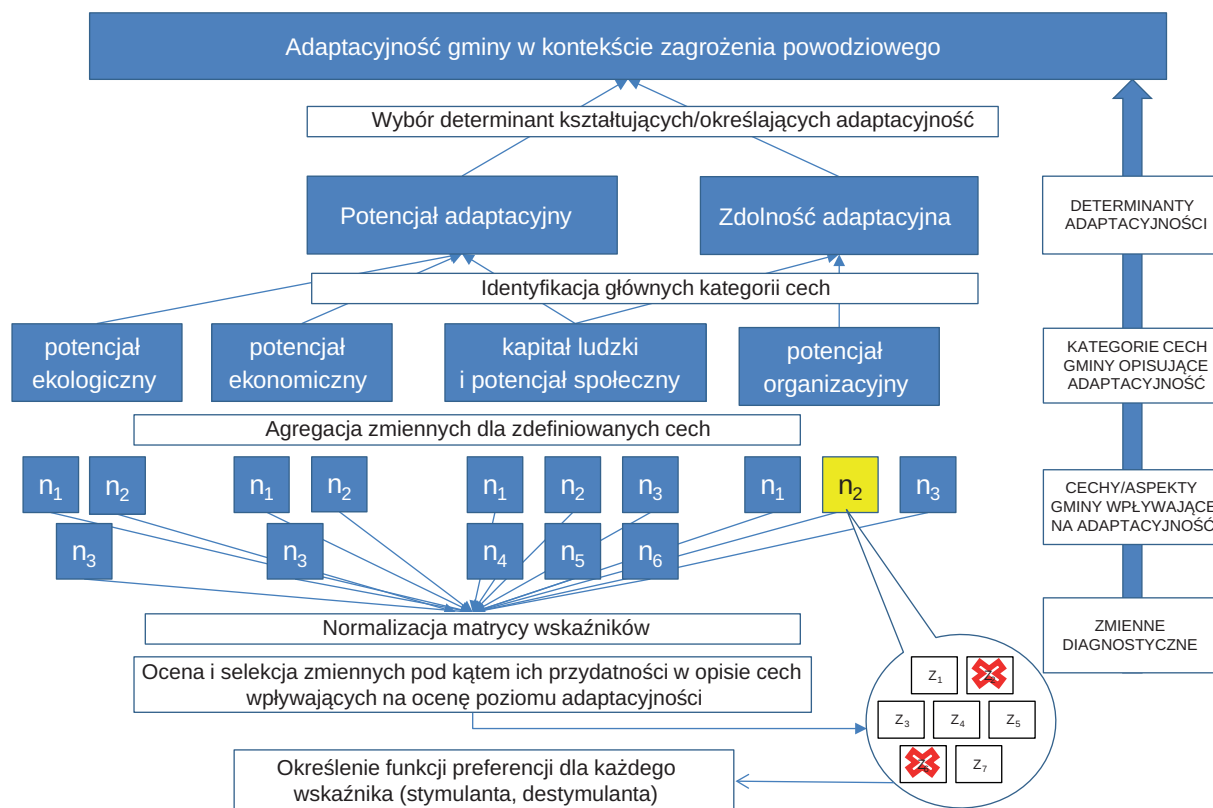 Adaptacyjność gminy w kontekście zagrożenia powodziowego
Wybór determinant kształtujących/określających adaptacyjność
Potencjał adaptacyjny
Zdolność adaptacyjna
DETERMINANTY
ADAPTACYJNOŚCI
Identyfikacja głównych kategorii cech
potencjał
ekologiczny
potencjał
ekonomiczny
kapitał ludzki
i potencjał społeczny
potencjał
organizacyjny
KATEGORIE CECH
GMINY OPISUJĄCE
ADAPTACYJNOŚĆ
Agregacja zmiennych dla zdefiniowanych cech
n₁
n₂
n₁
n₂
n₁
n₂
n₃
n₁
n₂
n₃
n₃
n₃
n₄
n₅
n₆
CECHY/ASPEKTY
GMINY WPŁYWAJĄCE
NA ADAPTACYJNOŚĆ
Normalizacja matrycy wskaźników
ZMIENNE
DIAGNOSTYCZNE
Ocena i selekcja zmiennych pod kątem ich przydatności w opisie cech
wpływających na ocenę poziomu adaptacyjności
Z₁
Z₃
Z₄
Z₅
Z₇
Określenie funkcji preferencji dla każdego
wskaźnika (stymulanta, destymulanta)